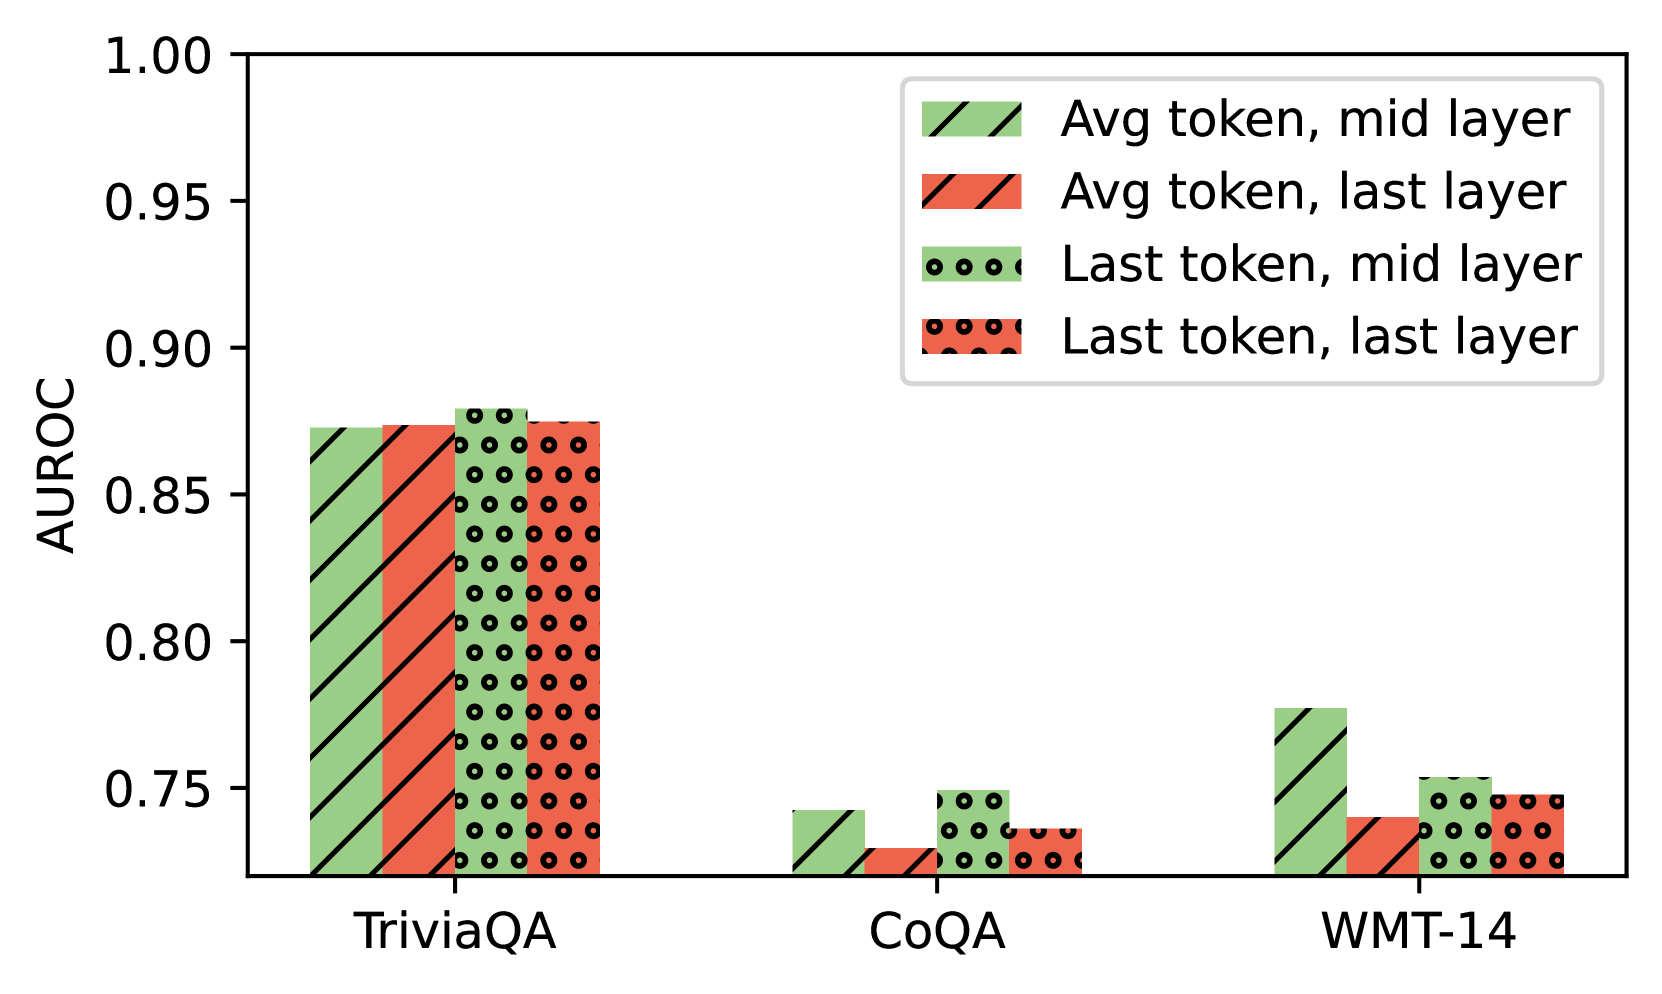 1.00
0.95
0.90
0.85
0.80
0.75
AUROC
Avg token, mid layer
Avg token, last layer
Last token, mid layer
Last token, last layer
TriviaQA
CoQA
WMT-14